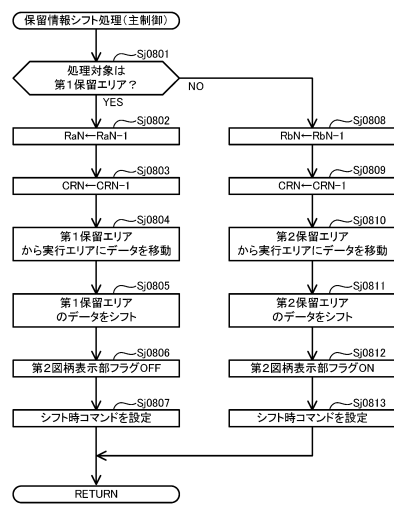 保留情報シフト処理(主制御)
Sj0801
処理対象は
第1保留エリア?
YES
NO
Sj0802
RaN←RaN-1
Sj0803
CRN←CRN-1
Sj0804
第1保留エリア
から実行エリアにデータを移動
Sj0805
第1保留エリア
のデータをシフト
Sj0806
第2図柄表示部フラグOFF
Sj0807
シフト時コマンドを設定
Sj0808
RbN←RbN-1
Sj0809
CRN←CRN-1
Sj0810
第2保留エリア
から実行エリアにデータを移動
Sj0811
第2保留エリア
のデータをシフト
Sj0812
第2図柄表示部フラグON
Sj0813
シフト時コマンドを設定
RETURN